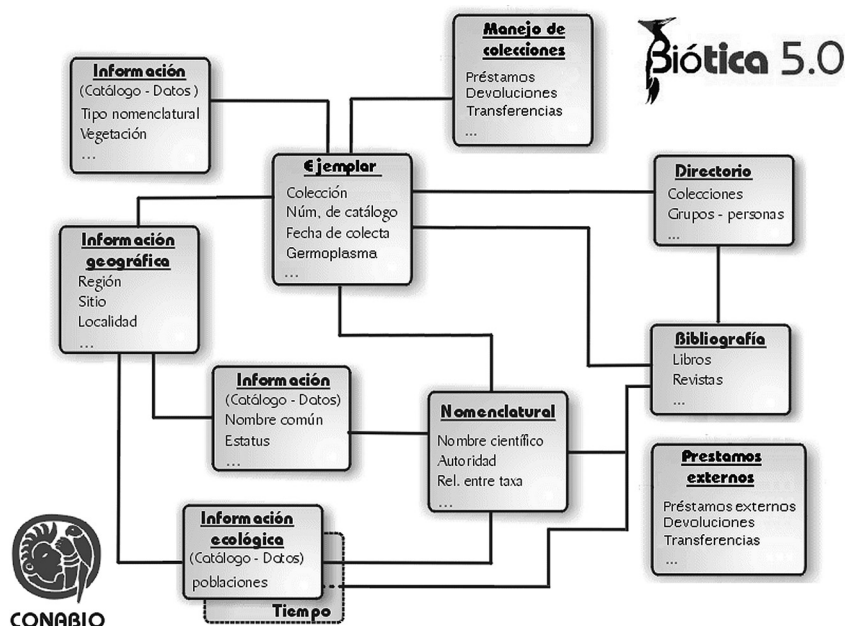 Manejo de
colecciones
Préstamos
Devoluciones
Transferencias
...
Biótica 5.0
Información
(Catálogo - Datos )
Tipo nomenclatural
Vegetación
...
Ejemplar
Colección
Núm, de catálogo
Fecha de colecta
Germoplasma
...
Directorio
Colecciones
Grupos - personas
...
Información
geográfica
Región
Sitio
Localidad
...
Bibliografía
Libros
Revistas
...
Información
(Catálogo - Datos)
Nombre común
Estatus
...
Nomenclatural
Nombre científico
Autoridad
Rel. entre taxa
...
Prestamos
externos
Préstamos externos
Devoluciones
Transferencias
...
Información
ecológica
(Catálogo - Datos)
poblaciones
Tiempo
CONABIO